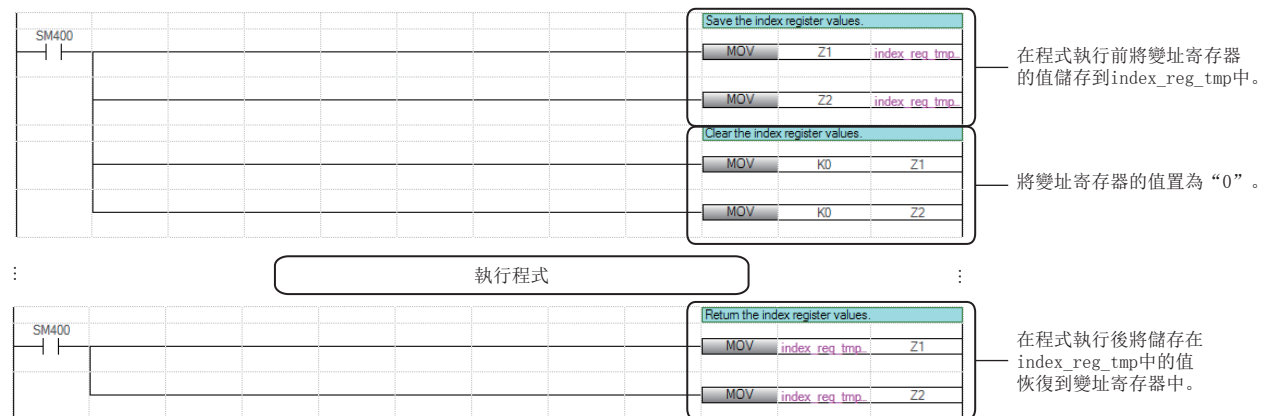 Save the index register values.
SM400
MOV Z1 index_reg_tmp..
在程式執行前將變址寄存器
的值儲存到index_reg_tmp中。
MOV Z2 index_reg_tmp..
Clear the index register values.
MOV K0 Z1
將變址寄存器的值置為“0”。
MOV K0 Z2
⋮ 執行程式 ⋮
Return the index register values.
SM400
MOV index_reg_tmp.. Z1
在程式執行後將儲存在
index_reg_tmp中的值
恢復到變址寄存器中。
MOV index_reg_tmp.. Z2